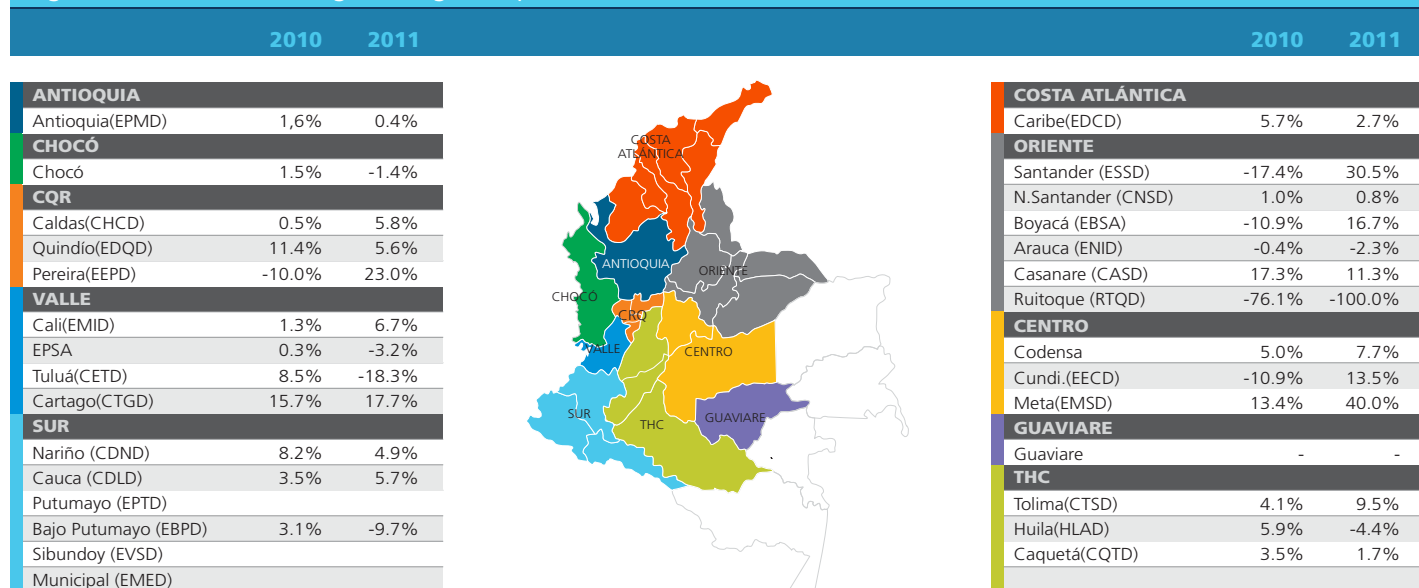 2010 2011
ANTIOQUIA
Antioquia(EPMD) 1,6% 0.4%
CHOCÓ
Chocó 1.5% -1.4%
CQR
Caldas(CHCD) 0.5% 5.8%
Quindío(EDQD) 11.4% 5.6%
Pereira(EEPD) -10.0% 23.0%
VALLE
Cali(EMID) 1.3% 6.7%
EPSA 0.3% -3.2%
Tuluá(CETD) 8.5% -18.3%
Cartago(CTGD) 15.7% 17.7%
SUR
Nariño (CDND) 8.2% 4.9%
Cauca (CDLD) 3.5% 5.7%
Putumayo (EPTD)
Bajo Putumayo (EBPD) 3.1% -9.7%
Sibundoy (EVSD)
Municipal (EMED)
COSTA
ATLÁNTICA
ANTIOQUIA
ORIENTE
CHOCÓ
CRQ
VALLE
CENTRO
SUR
THC
GUAVIARE
2010 2011
COSTA ATLÁNTICA
Caribe(EDCD) 5.7% 2.7%
ORIENTE
Santander (ESSD) -17.4% 30.5%
N.Santander (CNSD) 1.0% 0.8%
Boyacá (EBSA) -10.9% 16.7%
Arauca (ENID) -0.4% -2.3%
Casanare (CASD) 17.3% 11.3%
Ruitoque (RTQD) -76.1% -100.0%
CENTRO
Codensa 5.0% 7.7%
Cundi.(EECD) -10.9% 13.5%
Meta(EMSD) 13.4% 40.0%
GUAVIARE
Guaviare - -
THC
Tolima(CTSD) 4.1% 9.5%
Huila(HLAD) 5.9% -4.4%
Caquetá(CQTD) 3.5% 1.7%